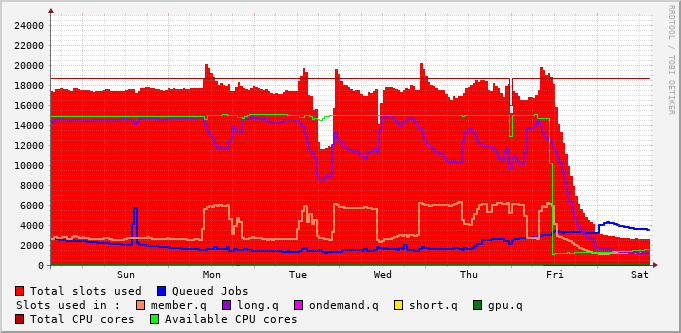 24000
22000
20000
18000
16000
14000
12000
10000
8000
6000
4000
2000
0
Sun Mon Tue Wed Thu Fri Sat
Total slots used Queued Jobs
Slots used in : member.q long.q ondemand.q short.q gpu.q
Total CPU cores Available CPU cores
RRDTOOL / TOBI OETIKER